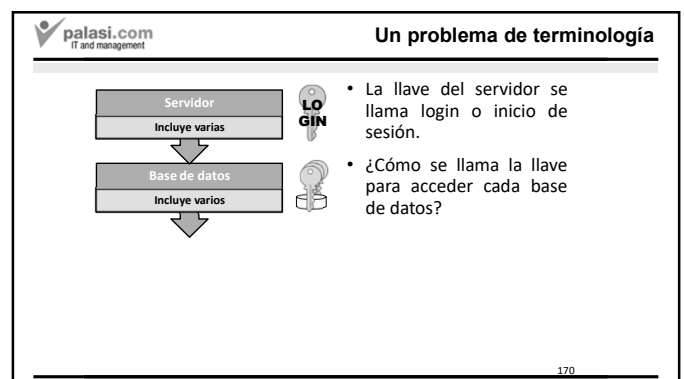 palasi.com
IT and management
Un problema de terminología
Servidor
Incluye varias
LO
GIN
Base de datos
Incluye varios
• La llave del servidor se
llama login o inicio de
sesión.
• ¿Cómo se llama la llave
para acceder cada base
de datos?
170